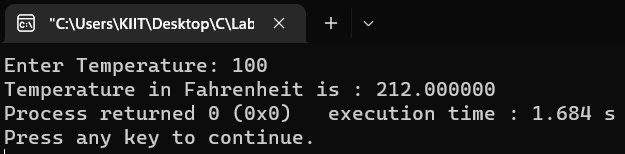 "C:\Users\KIIT\Desktop\C\Lab
Enter Temperature: 100
Temperature in Fahrenheit is : 212.000000
Process returned 0 (0x0)   execution time : 1.684 s
Press any key to continue.